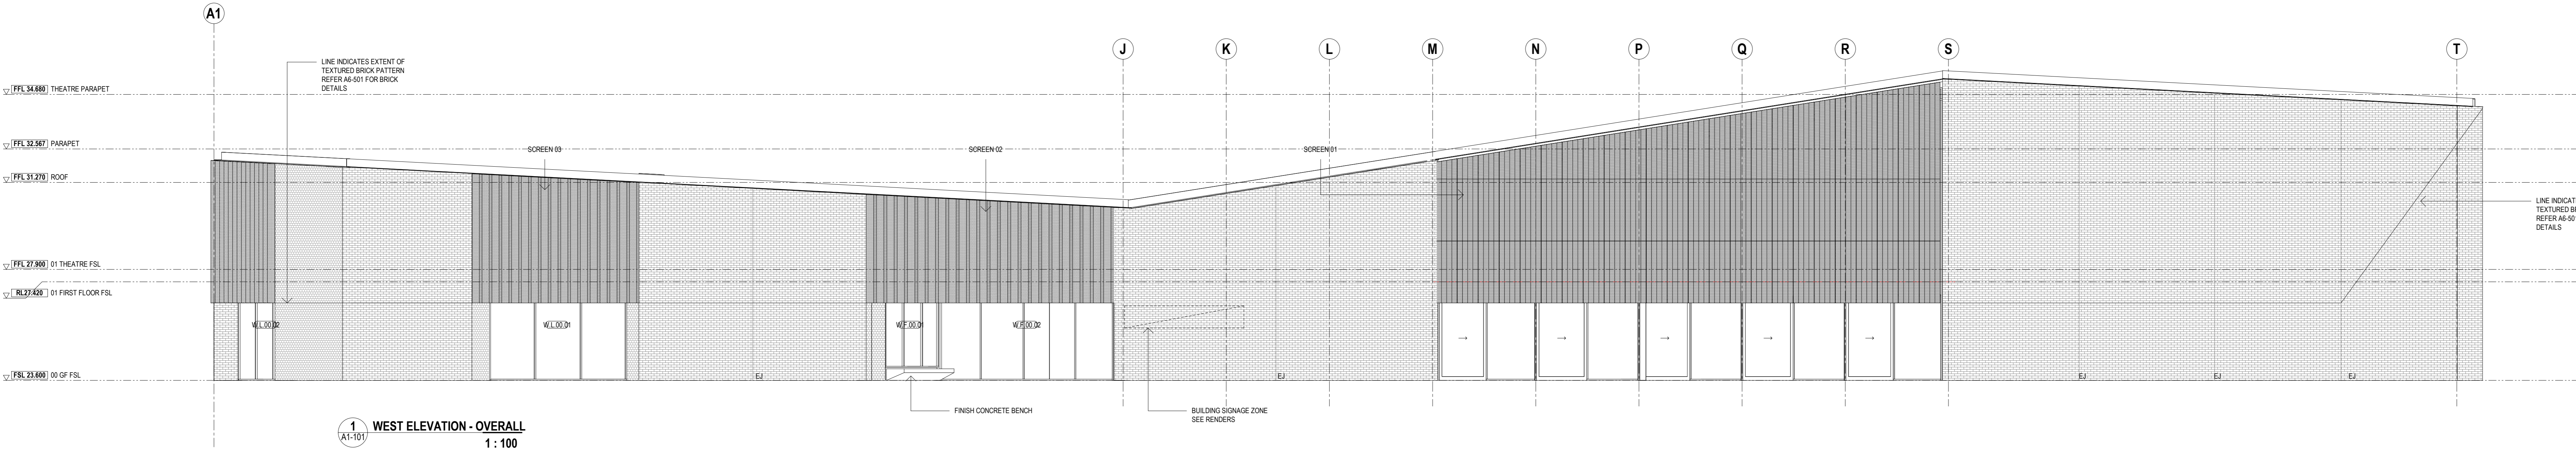 A1
J
K
L
M
N
P
Q
R
S
T
LINE INDICATES EXTENT OF
TEXTURED BRICK PATTERN
REFER A6-501 FOR BRICK
DETAILS
FFL 34.680 THEATRE PARAPET
FFL 32.567 PARAPET
SCREEN 03
SCREEN 02
SCREEN 01
FFL 31.270 ROOF
LINE INDICAT
TEXTURED B
REFER A6-50
DETAILS
FFL 27.900 01 THEATRE FSL
RL27.420 01 FIRST FLOOR FSL
W.L.00.02
W.L.00.01
W.F.00.01
W.F.00.02
FSL 23.600 00 GF FSL
EJ
EJ
EJ
EJ
EJ
FINISH CONCRETE BENCH
BUILDING SIGNAGE ZONE
SEE RENDERS
1
A1-101
WEST ELEVATION - OVERALL
1 : 100